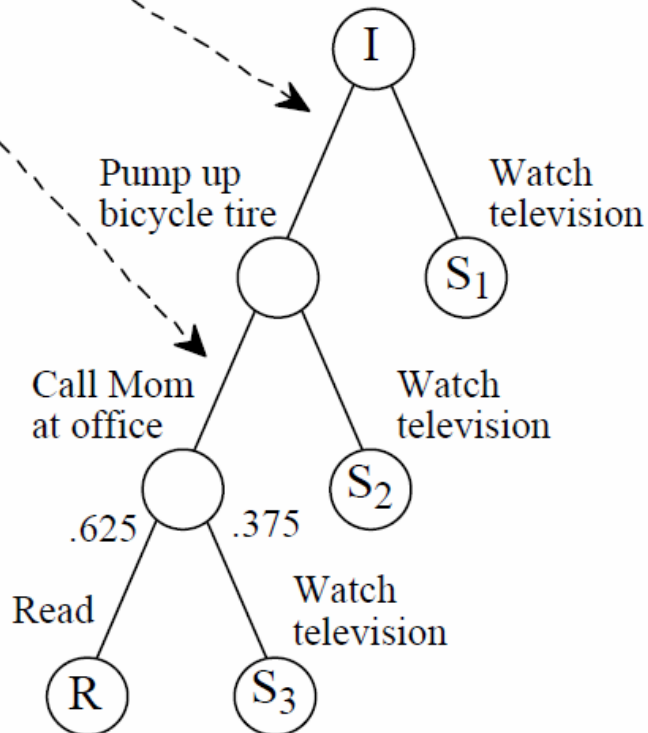 I
Pump up
bicycle tire
Watch
television
S1
Call Mom
at office
Watch
television
S2
.625
.375
Read
Watch
television
R
S3